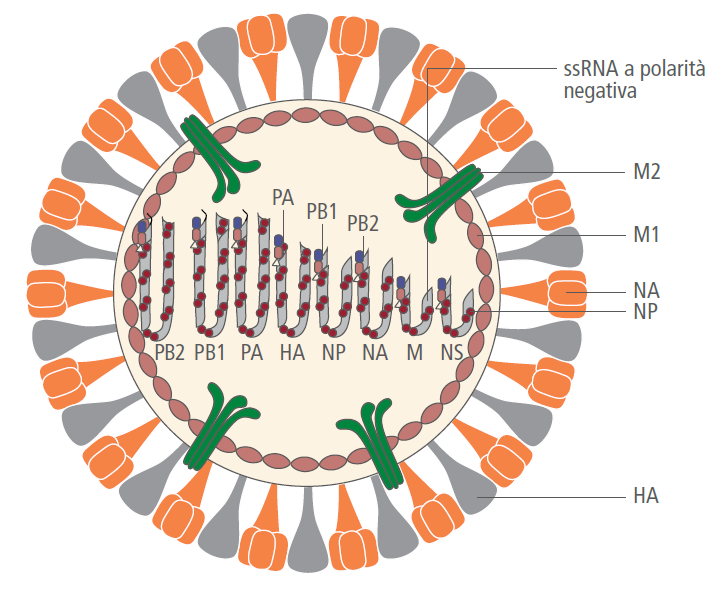 ssRNA a polarità
negativa
M2
PA
PB1
PB2
M1
NA
NP
PB2 PB1 PA HA NP NA M NS
HA